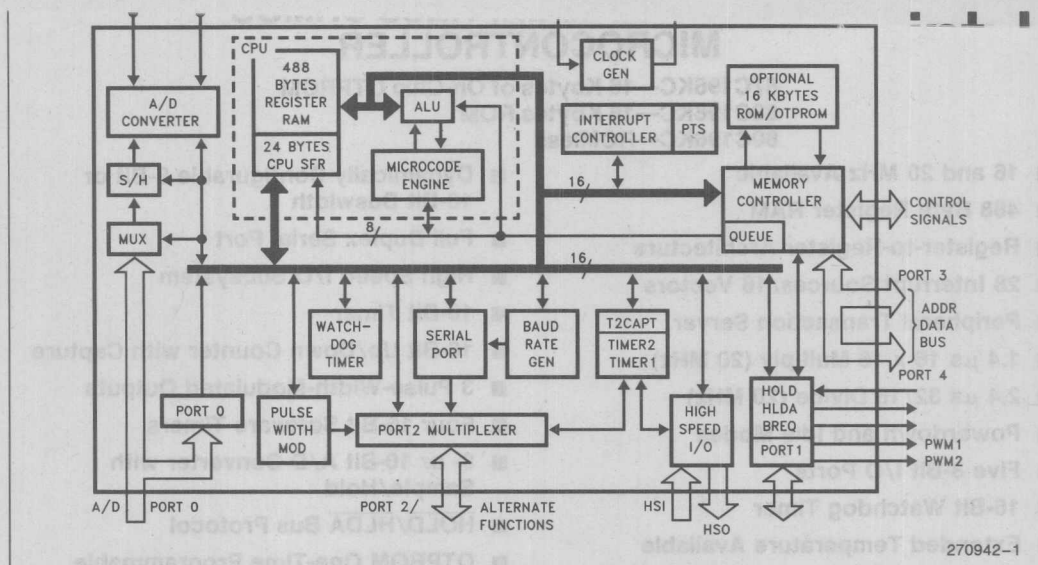 CPU
488
BYTES
REGISTER
RAM
24 BYTES
CPU SFR
ALU
MICROCODE
ENGINE
A/D
CONVERTER
S/H
MUX
CLOCK
GEN
INTERRUPT
CONTROLLER
PTS
OPTIONAL
16 KBYTES
ROM/OTPROM
MEMORY
CONTROLLER
QUEUE
CONTROL
SIGNALS
16
8
16
PORT 3
ADDR
DATA
BUS
PORT 4
WATCH-
DOG
TIMER
SERIAL
PORT
BAUD
RATE
GEN
T2CAPT
TIMER2
TIMER1
PORT 0
PULSE
WIDTH
MOD
PORT 2 MULTIPLEXER
HIGH
SPEED
I/O
HOLD
HLDA
BREQ
PORT1
PWM1
PWM2
A/D
PORT 0
PORT 2/
ALTERNATE
FUNCTIONS
HSI
HSO
270942-1